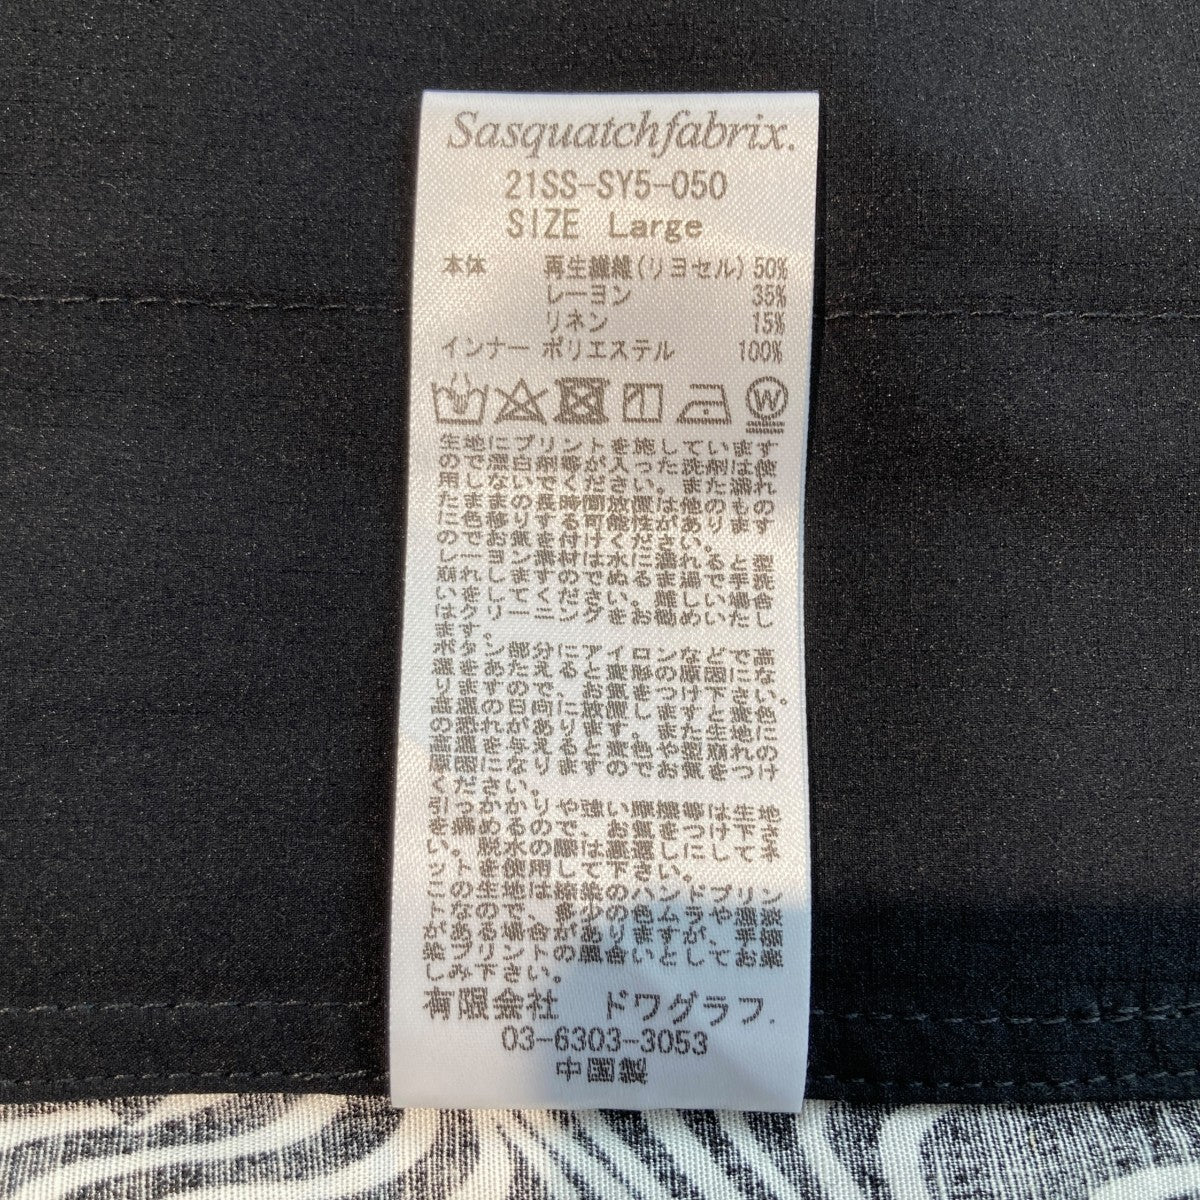 Sasquatchfabrix.
21SS-SY5-050
SIZE Large
本体 再生繊維(リヨセル) 50%
レーヨン 35%
リネン 15%
インナー ポリエステル 100%
W
生地にプリントを施しています
ので漂白剤等が入った洗剤は使
用しないでください。また濡れ
たままの長時間放置は他のもの
に色移りする可能性があります
のでお気を付けください。
レーヨン素材は水に濡れると型
崩れしますのでぬるま湯で手洗
いをしてください。難しい場合
はクリーニングをお勧めいたし
ます。
ボタン部分にアイロンなどで高
温をあたえると変形の原因にな
りますので、お気をつけ下さい。
高温の日向に放置しますと変色
の恐れがあります。また生地に
高温を与えると変色や型崩れの
原因になりますのでお気をつけ
ください。
引っかかりや強い摩擦等は生地
を痛めるので、お気をつけ下さ
い。脱水の際は裏返しにしてネ
ットを使用して下さい。
この生地は捺染のハンドプリン
トなので、多少の色ムラや濃淡
がある場合がありますが、手捺
染プリントの風合いとしてお楽
しみ下さい。
有限会社 ドワグラフ.
03-6303-3053
中国製